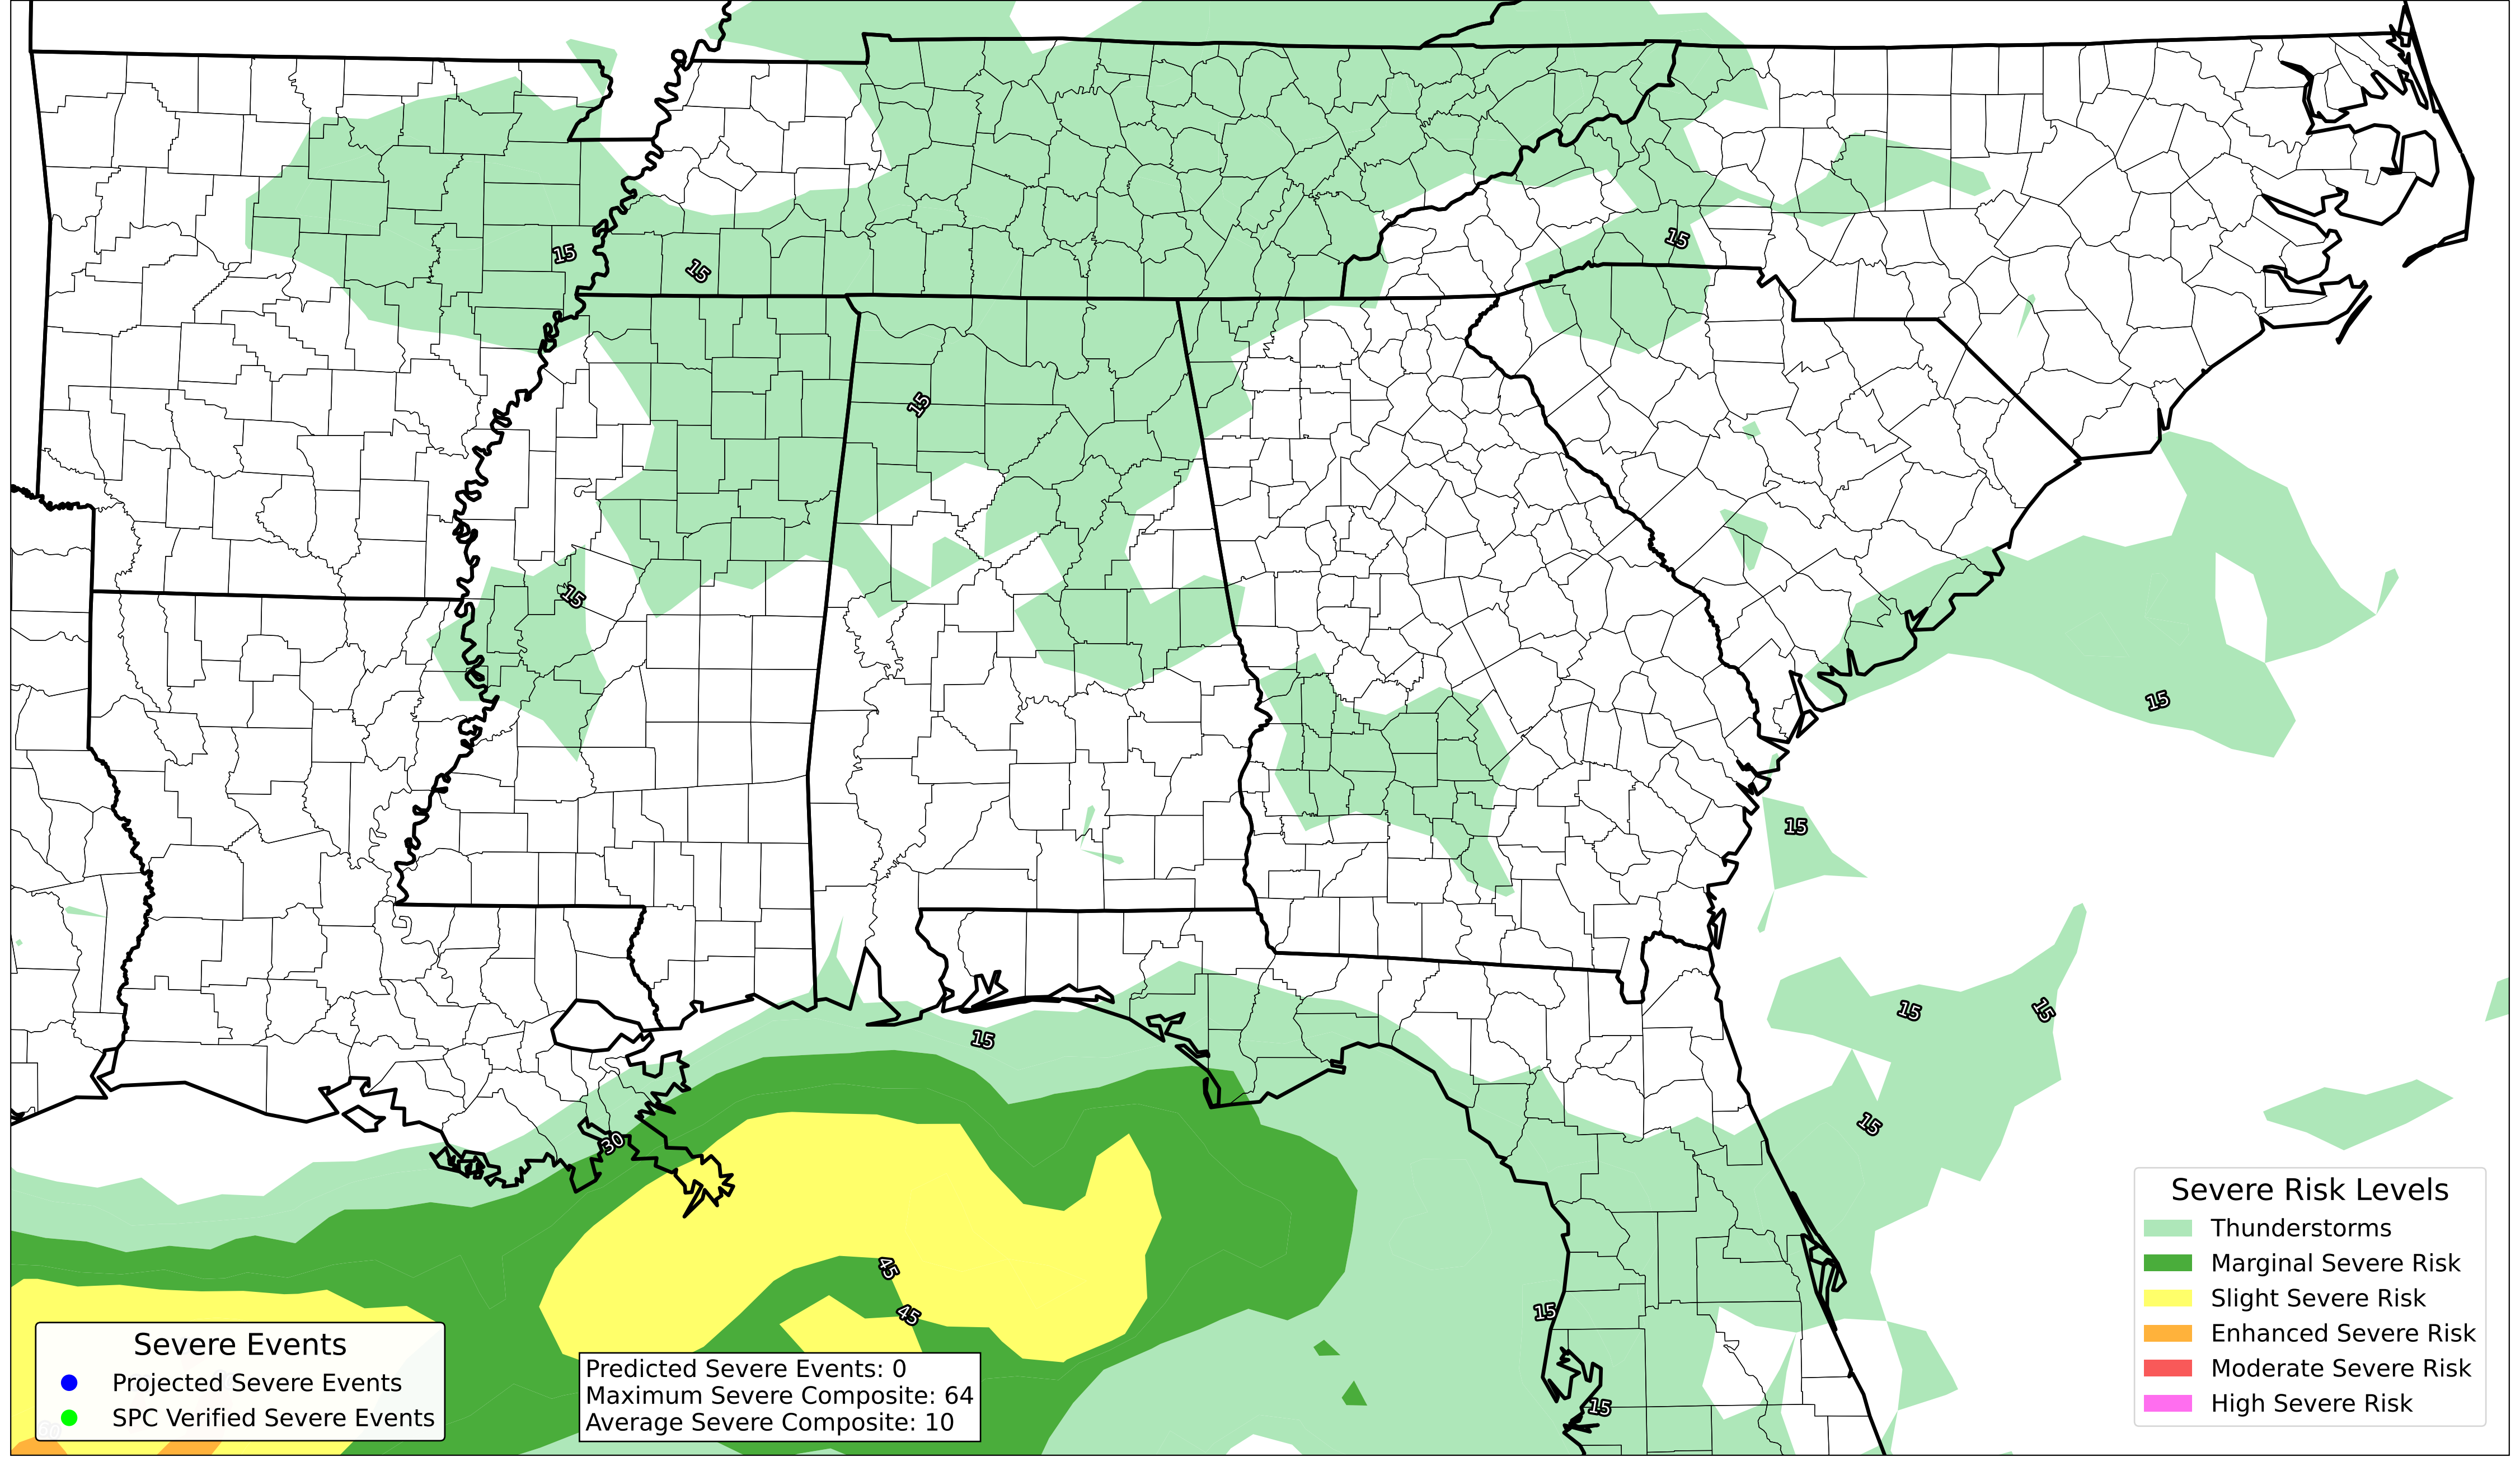 15
15
15
15
15
15
15
15
15
15
30
15
45
45
15
15
60
Severe Events
Projected Severe Events
SPC Verified Severe Events
Predicted Severe Events: 0
Maximum Severe Composite: 64
Average Severe Composite: 10
Severe Risk Levels
Thunderstorms
Marginal Severe Risk
Slight Severe Risk
Enhanced Severe Risk
Moderate Severe Risk
High Severe Risk